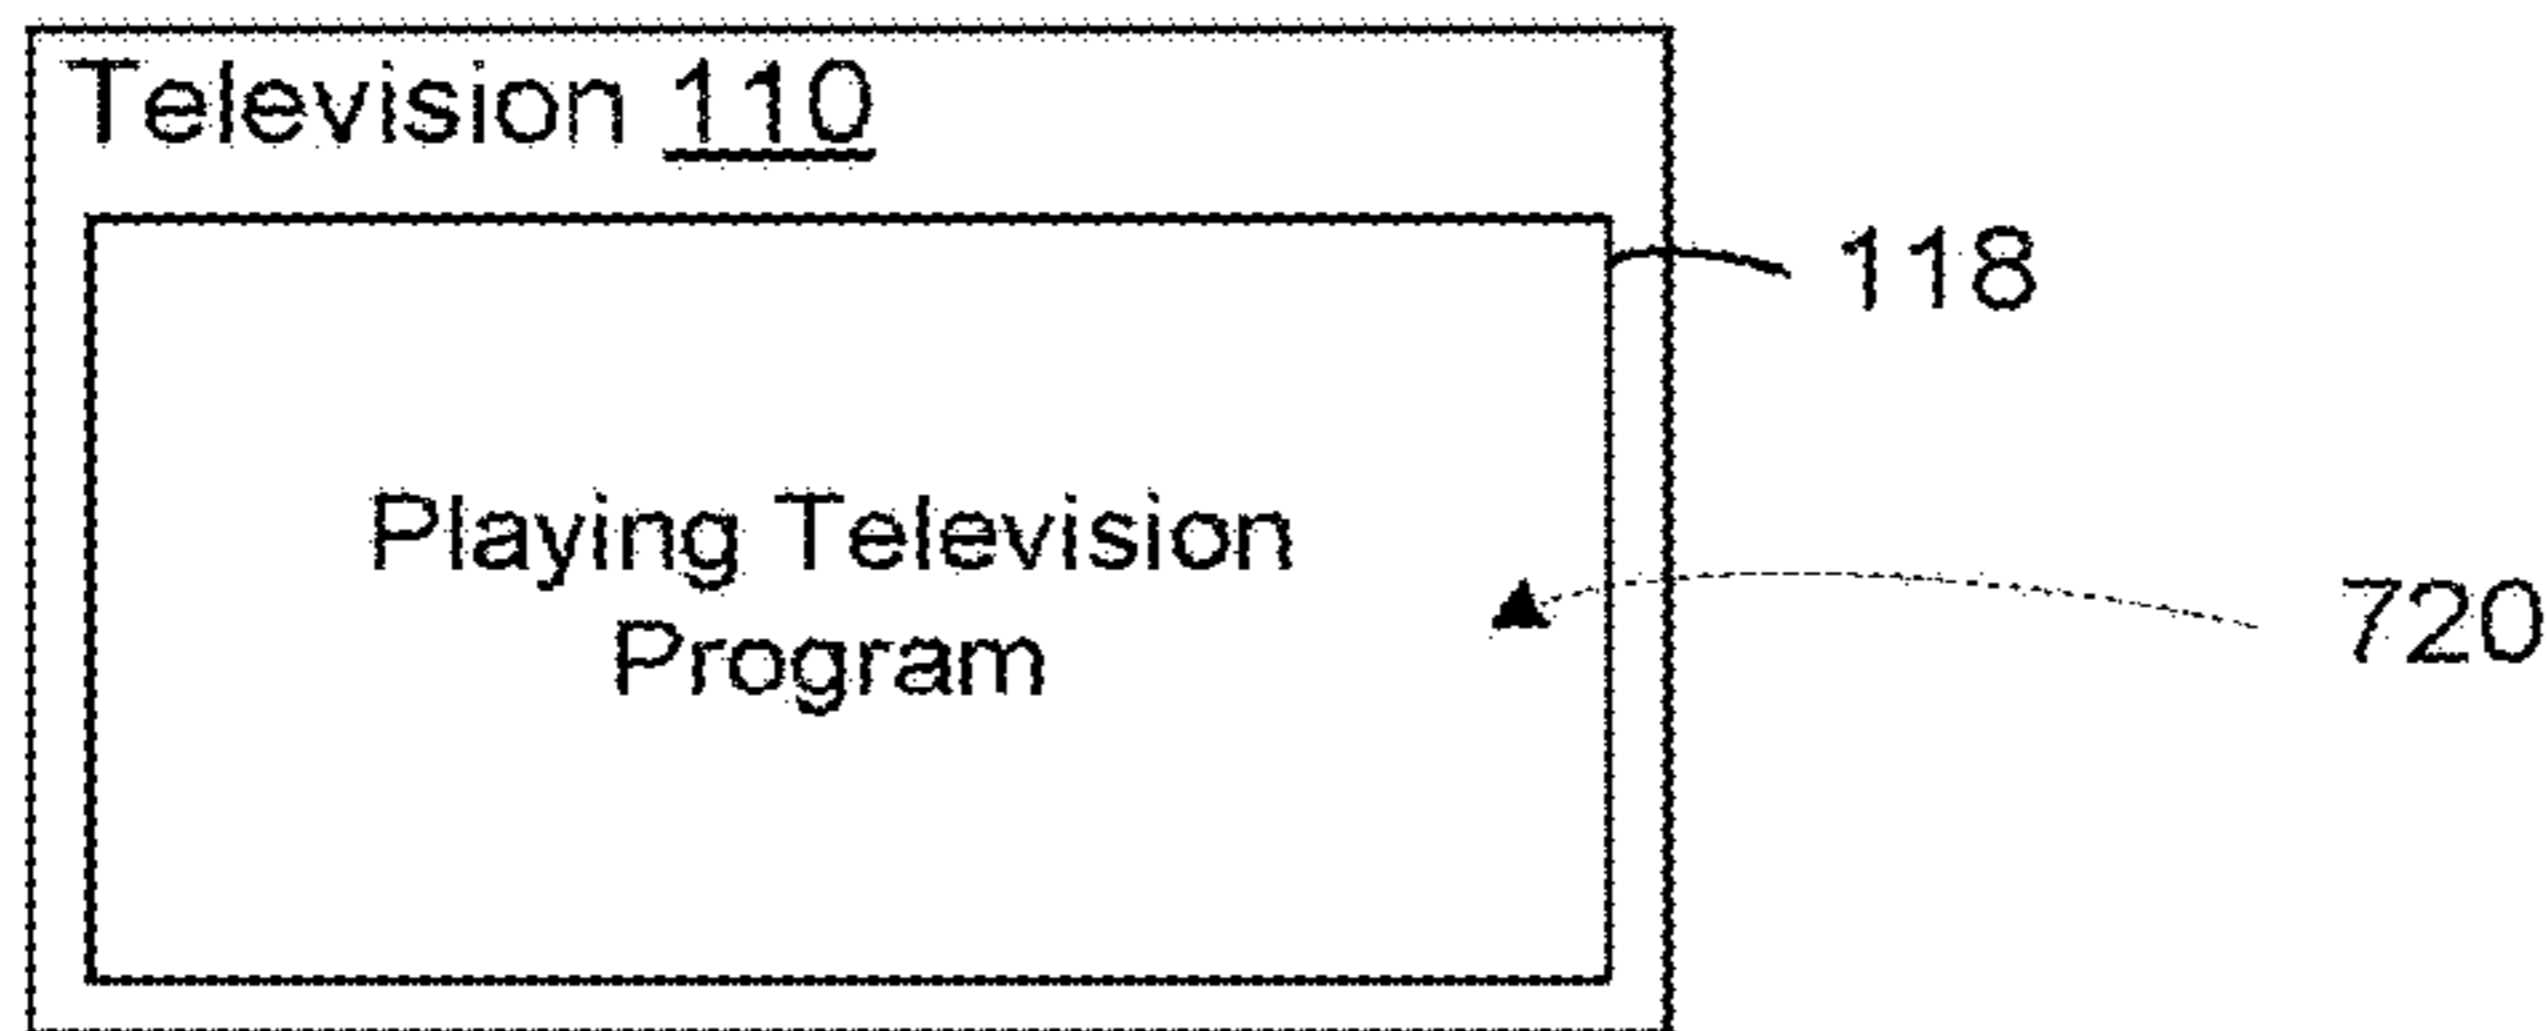 Television 110
118
Playing Television
Program
720